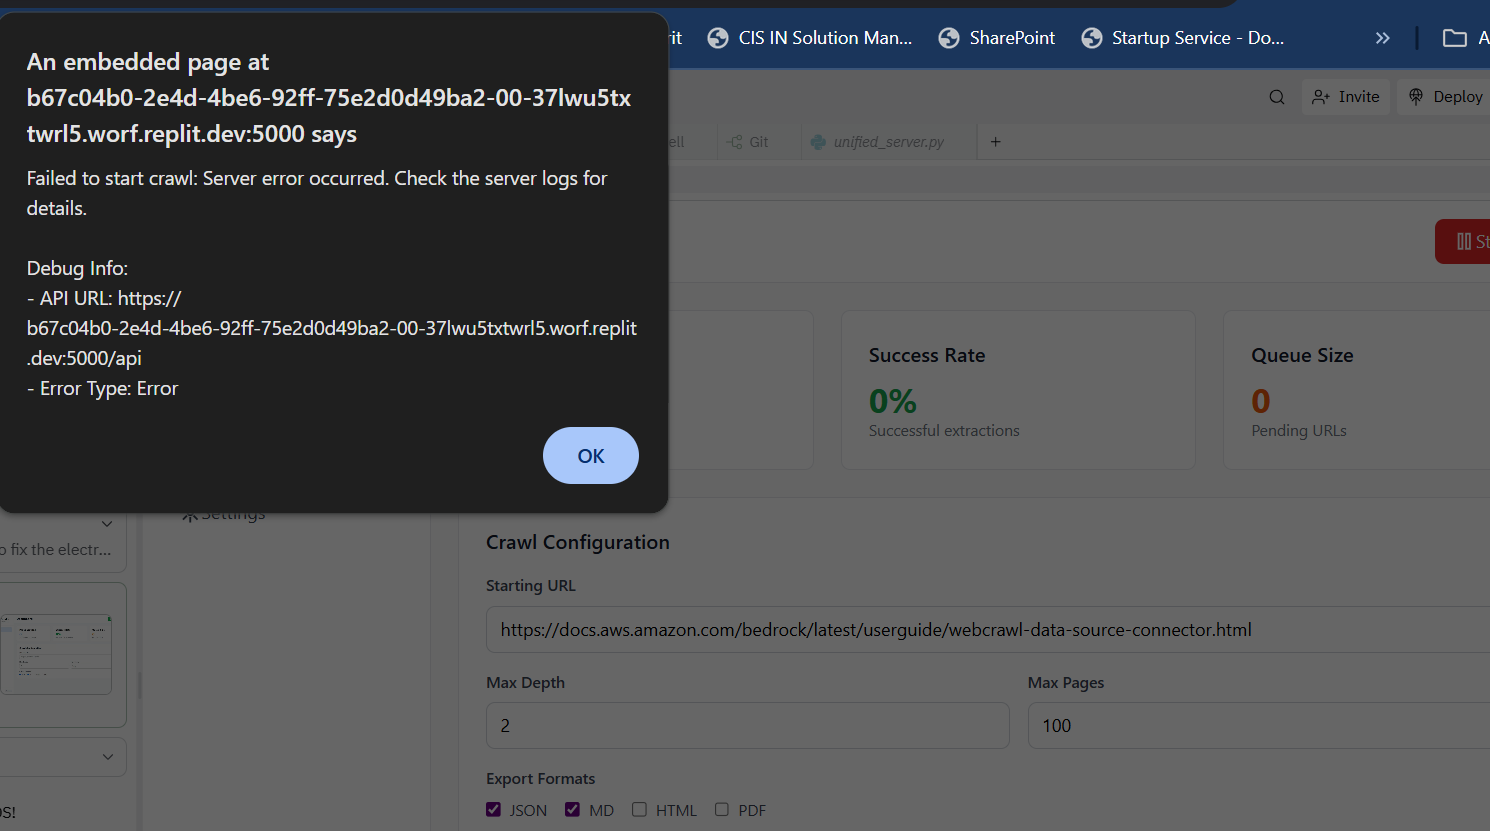 An embedded page at
b67c04b0-2e4d-4be6-92ff-75e2d0d49ba2-00-37lwu5tx
twrl5.worf.replit.dev:5000 says
Failed to start crawl: Server error occurred. Check the server logs for
details.
Debug Info:
- API URL: https://
b67c04b0-2e4d-4be6-92ff-75e2d0d49ba2-00-37lwu5txtwrl5.worf.replit
.dev:5000/api
- Error Type: Error
OK
rit CIS IN Solution Man... SharePoint Startup Service - Do... » A
Invite Deploy
ell Git unified_server.py +
St
Success Rate Queue Size
0% 0
Successful extractions Pending URLs
Settings
o fix the electr...
Crawl Configuration
Starting URL
https://docs.aws.amazon.com/bedrock/latest/userguide/webcrawl-data-source-connector.html
Max Depth Max Pages
2 100
Export Formats
JSON MD HTML PDF
S!